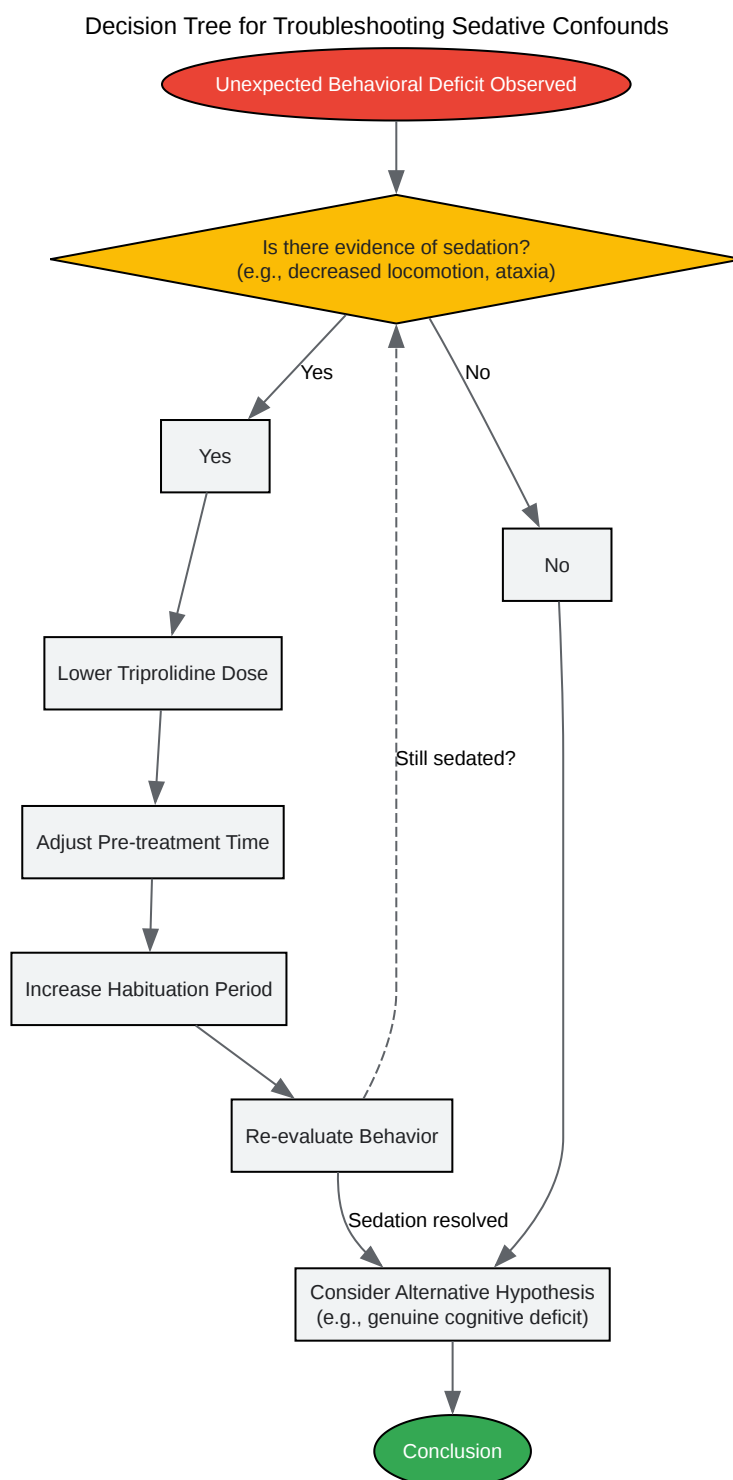 Decision Tree for Troubleshooting Sedative Confounds
Unexpected Behavioral Deficit Observed
Is there evidence of sedation?
(e.g., decreased locomotion, ataxia)
Yes
No
Yes
No
Lower Triprolidine Dose
Adjust Pre-treatment Time
Still sedated?
Increase Habituation Period
Re-evaluate Behavior
Sedation resolved
Consider Alternative Hypothesis
(e.g., genuine cognitive deficit)
Conclusion